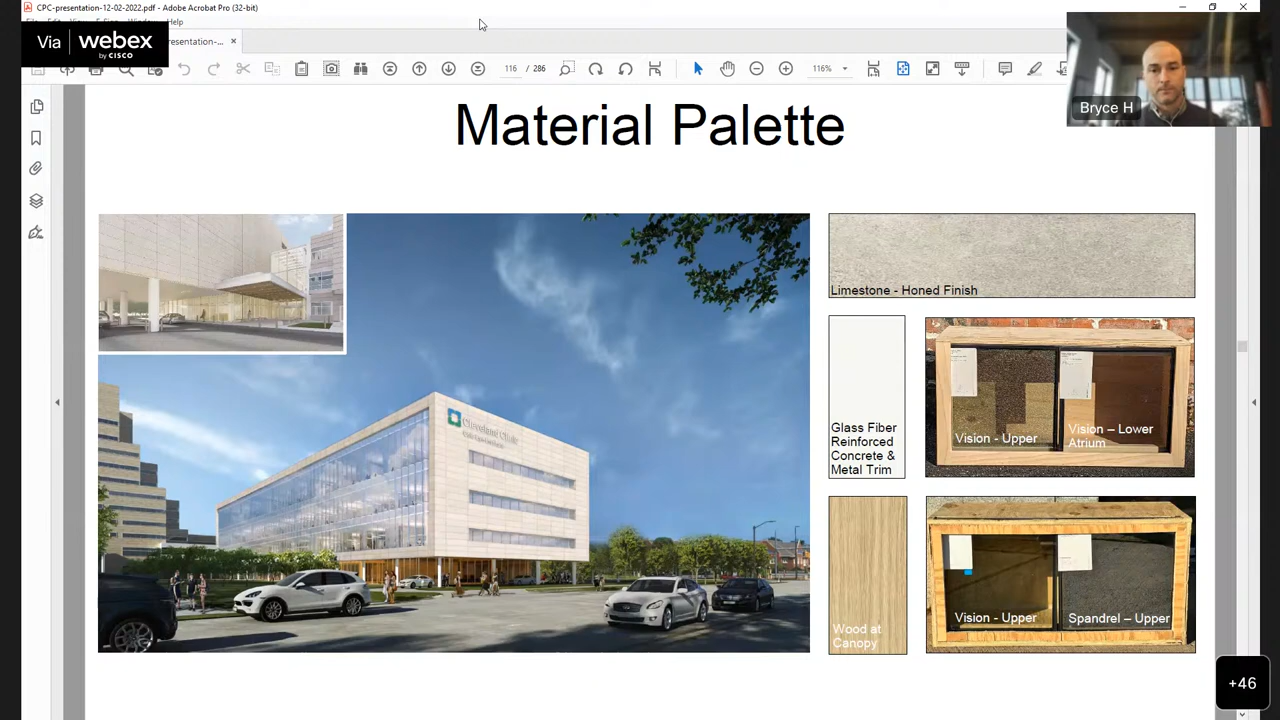 CPC-presentation-12-02-2022.pdf - Adobe Acrobat Pro (32-bit)
Help
Via
webex
by CISCO
resentation-...
116 / 286
116%
Bryce H
Material Palette
Cleveland Clinic
Limestone - Honed Finish
Glass Fiber
Reinforced
Concrete &
Metal Trim
Vision - Upper
Vision – Lower
Atrium
Wood at
Canopy
Vision - Upper
Spandrel – Upper
+46